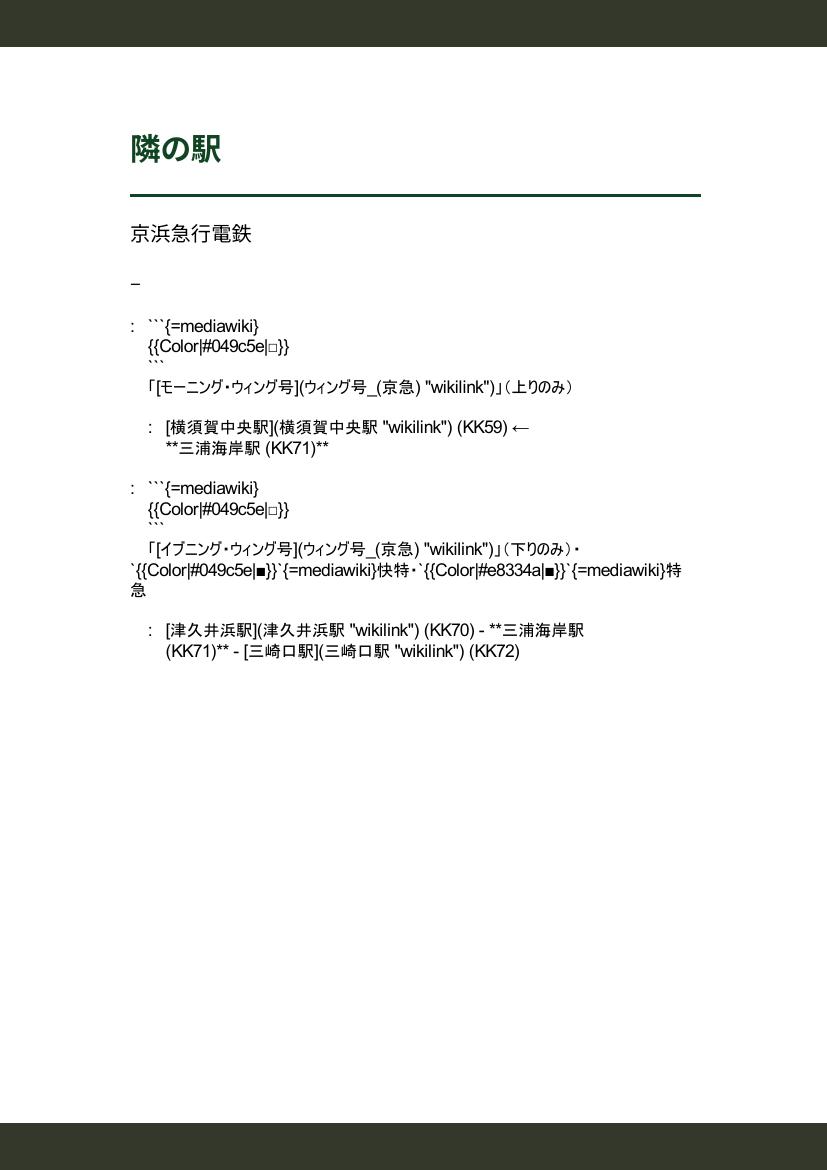 隣の駅
京浜急行電鉄
–
: ```{=mediawiki}
{{Color|#049c5e|□}}
```
「[モーニング・ウィング号](ウィング号_(京急) "wikilink")」（上りのみ）
: [横須賀中央駅](横須賀中央駅 "wikilink") (KK59) ←
**三浦海岸駅 (KK71)**
: ```{=mediawiki}
{{Color|#049c5e|□}}
```
「[イブニング・ウィング号](ウィング号_(京急) "wikilink")」（下りのみ）・
`{{Color|#049c5e|■}}`{=mediawiki}快特・`{{Color|#e8334a|■}}`{=mediawiki}特
急
: [津久井浜駅](津久井浜駅 "wikilink") (KK70) - **三浦海岸駅
(KK71)** - [三崎口駅](三崎口駅 "wikilink") (KK72)